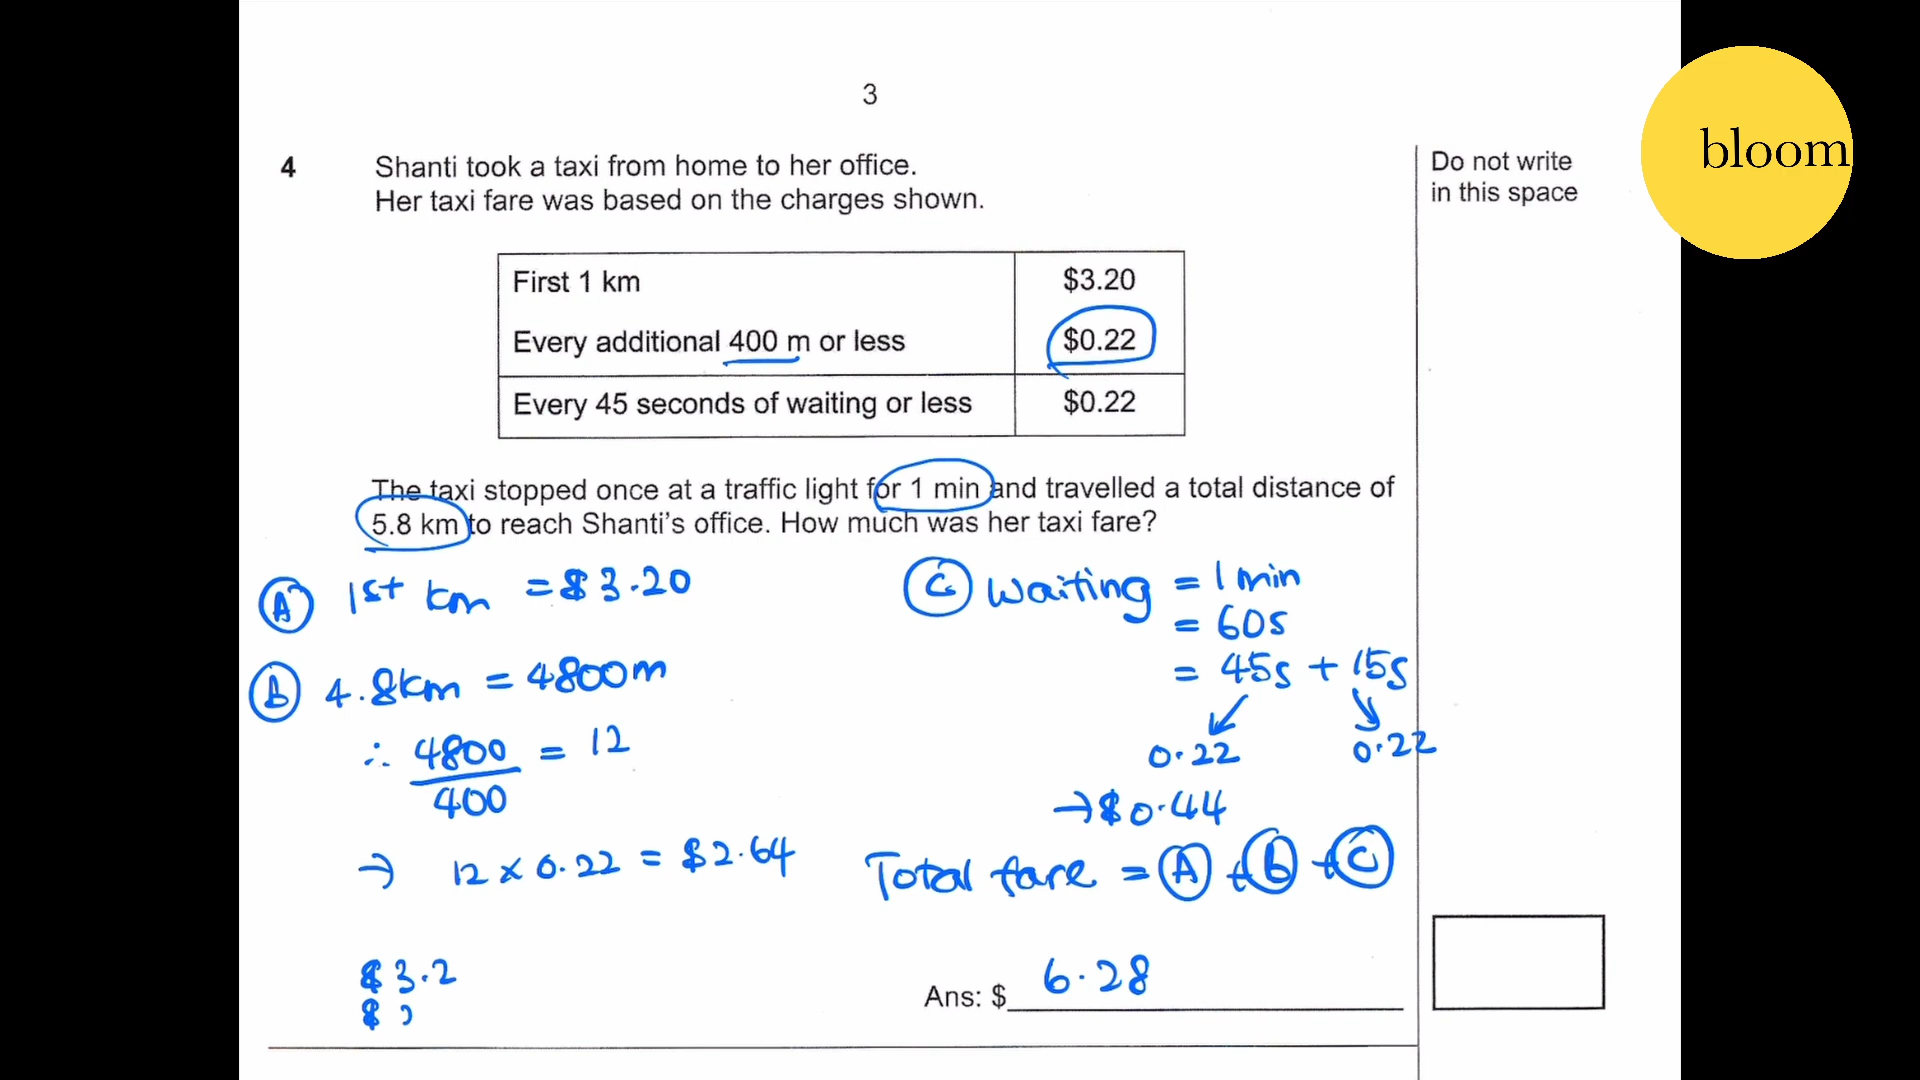 3
bloom
4 Shanti took a taxi from home to her office.
Her taxi fare was based on the charges shown.
Do not write
in this space
First 1 km $3.20
Every additional 400 m or less $0.22
Every 45 seconds of waiting or less $0.22
The taxi stopped once at a traffic light for 1 min and travelled a total distance of
5.8 km to reach Shanti's office. How much was her taxi fare?
A 1st km = $3.20
B 4.8km = 4800m
∴ 4800/400 = 12
→ 12 × 0.22 = $2.64
$3.2
$
C Waiting = 1 min
= 60s
= 45s + 15s
0.22 0.22
→ $0.44
Total fare = A + B + C
Ans: $ 6.28